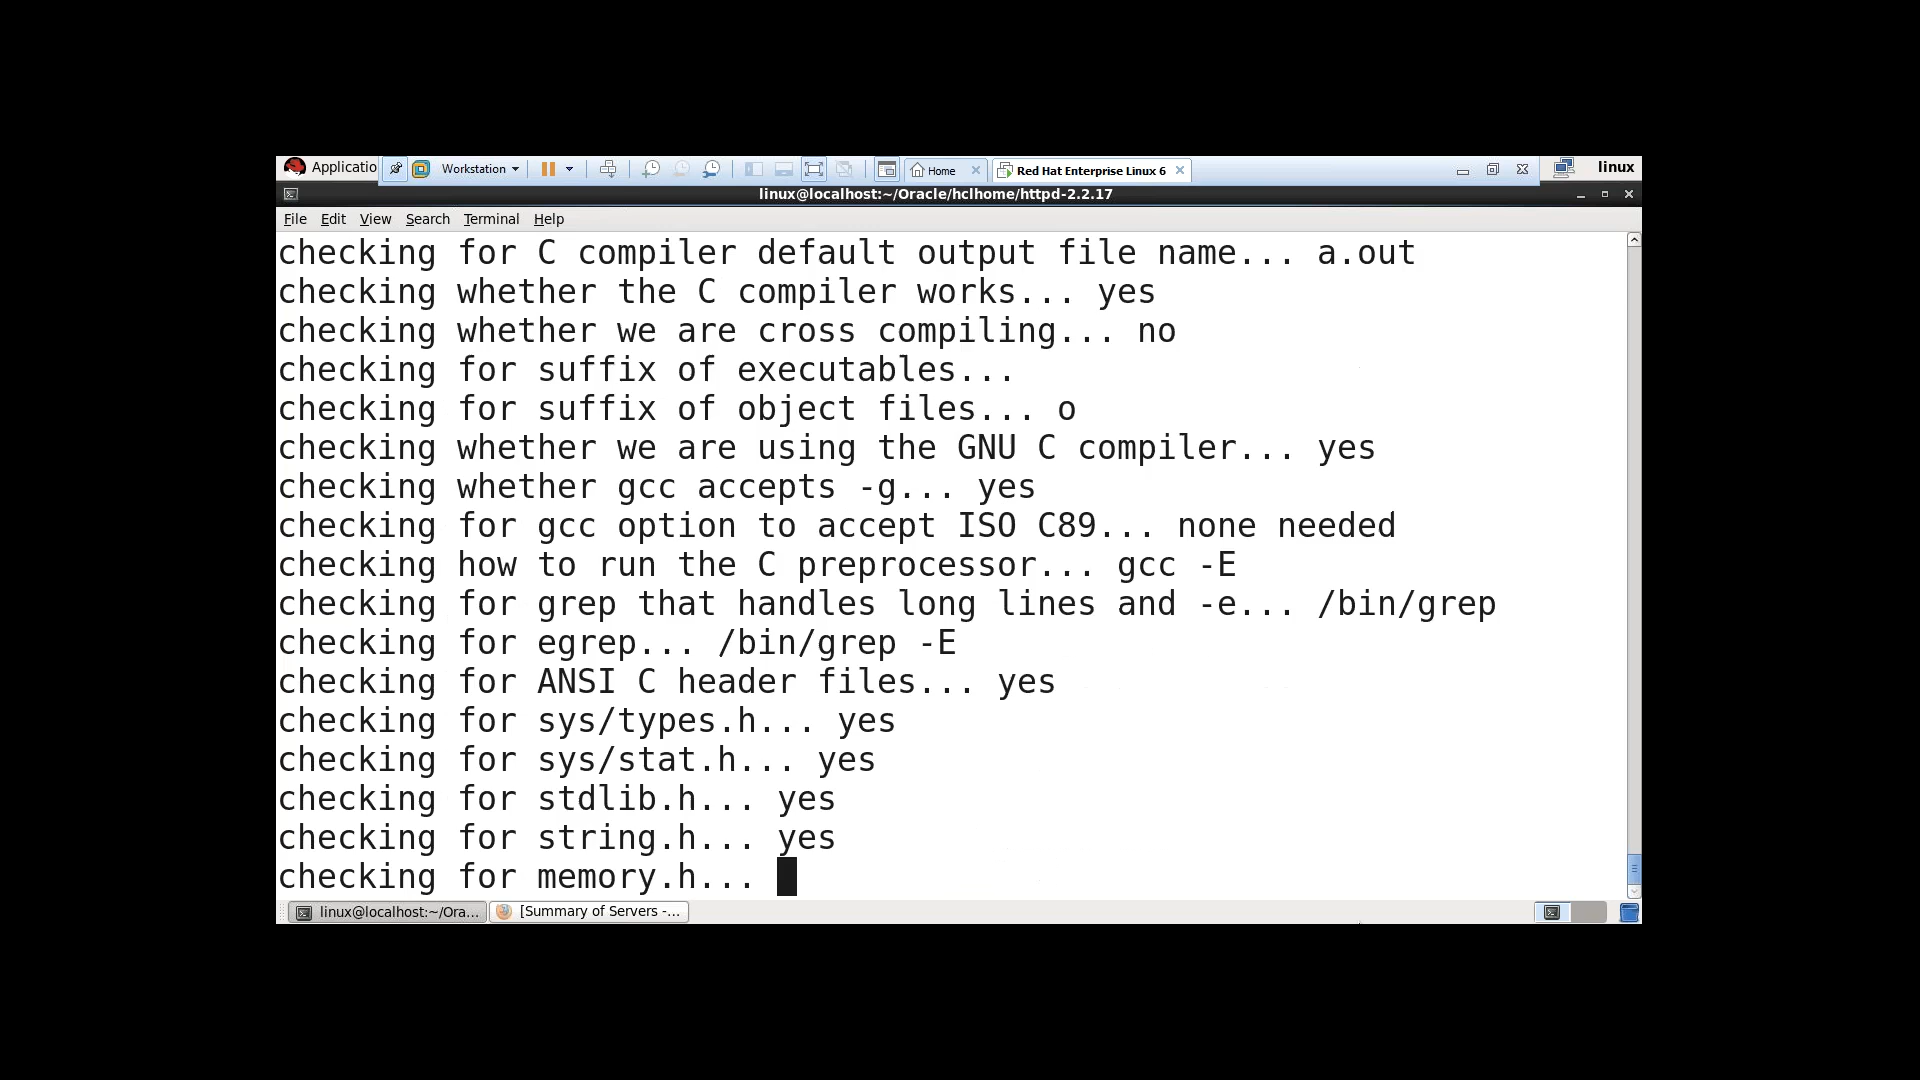 Applicatio
Workstation
Home
Red Hat Enterprise Linux 6
linux
linux@localhost:~/Oracle/hclhome/httpd-2.2.17
File Edit View Search Terminal Help
checking for C compiler default output file name... a.out
checking whether the C compiler works... yes
checking whether we are cross compiling... no
checking for suffix of executables...
checking for suffix of object files... o
checking whether we are using the GNU C compiler... yes
checking whether gcc accepts -g... yes
checking for gcc option to accept ISO C89... none needed
checking how to run the C preprocessor... gcc -E
checking for grep that handles long lines and -e... /bin/grep
checking for egrep... /bin/grep -E
checking for ANSI C header files... yes
checking for sys/types.h... yes
checking for sys/stat.h... yes
checking for stdlib.h... yes
checking for string.h... yes
checking for memory.h...
linux@localhost:~/Ora...
[Summary of Servers -...